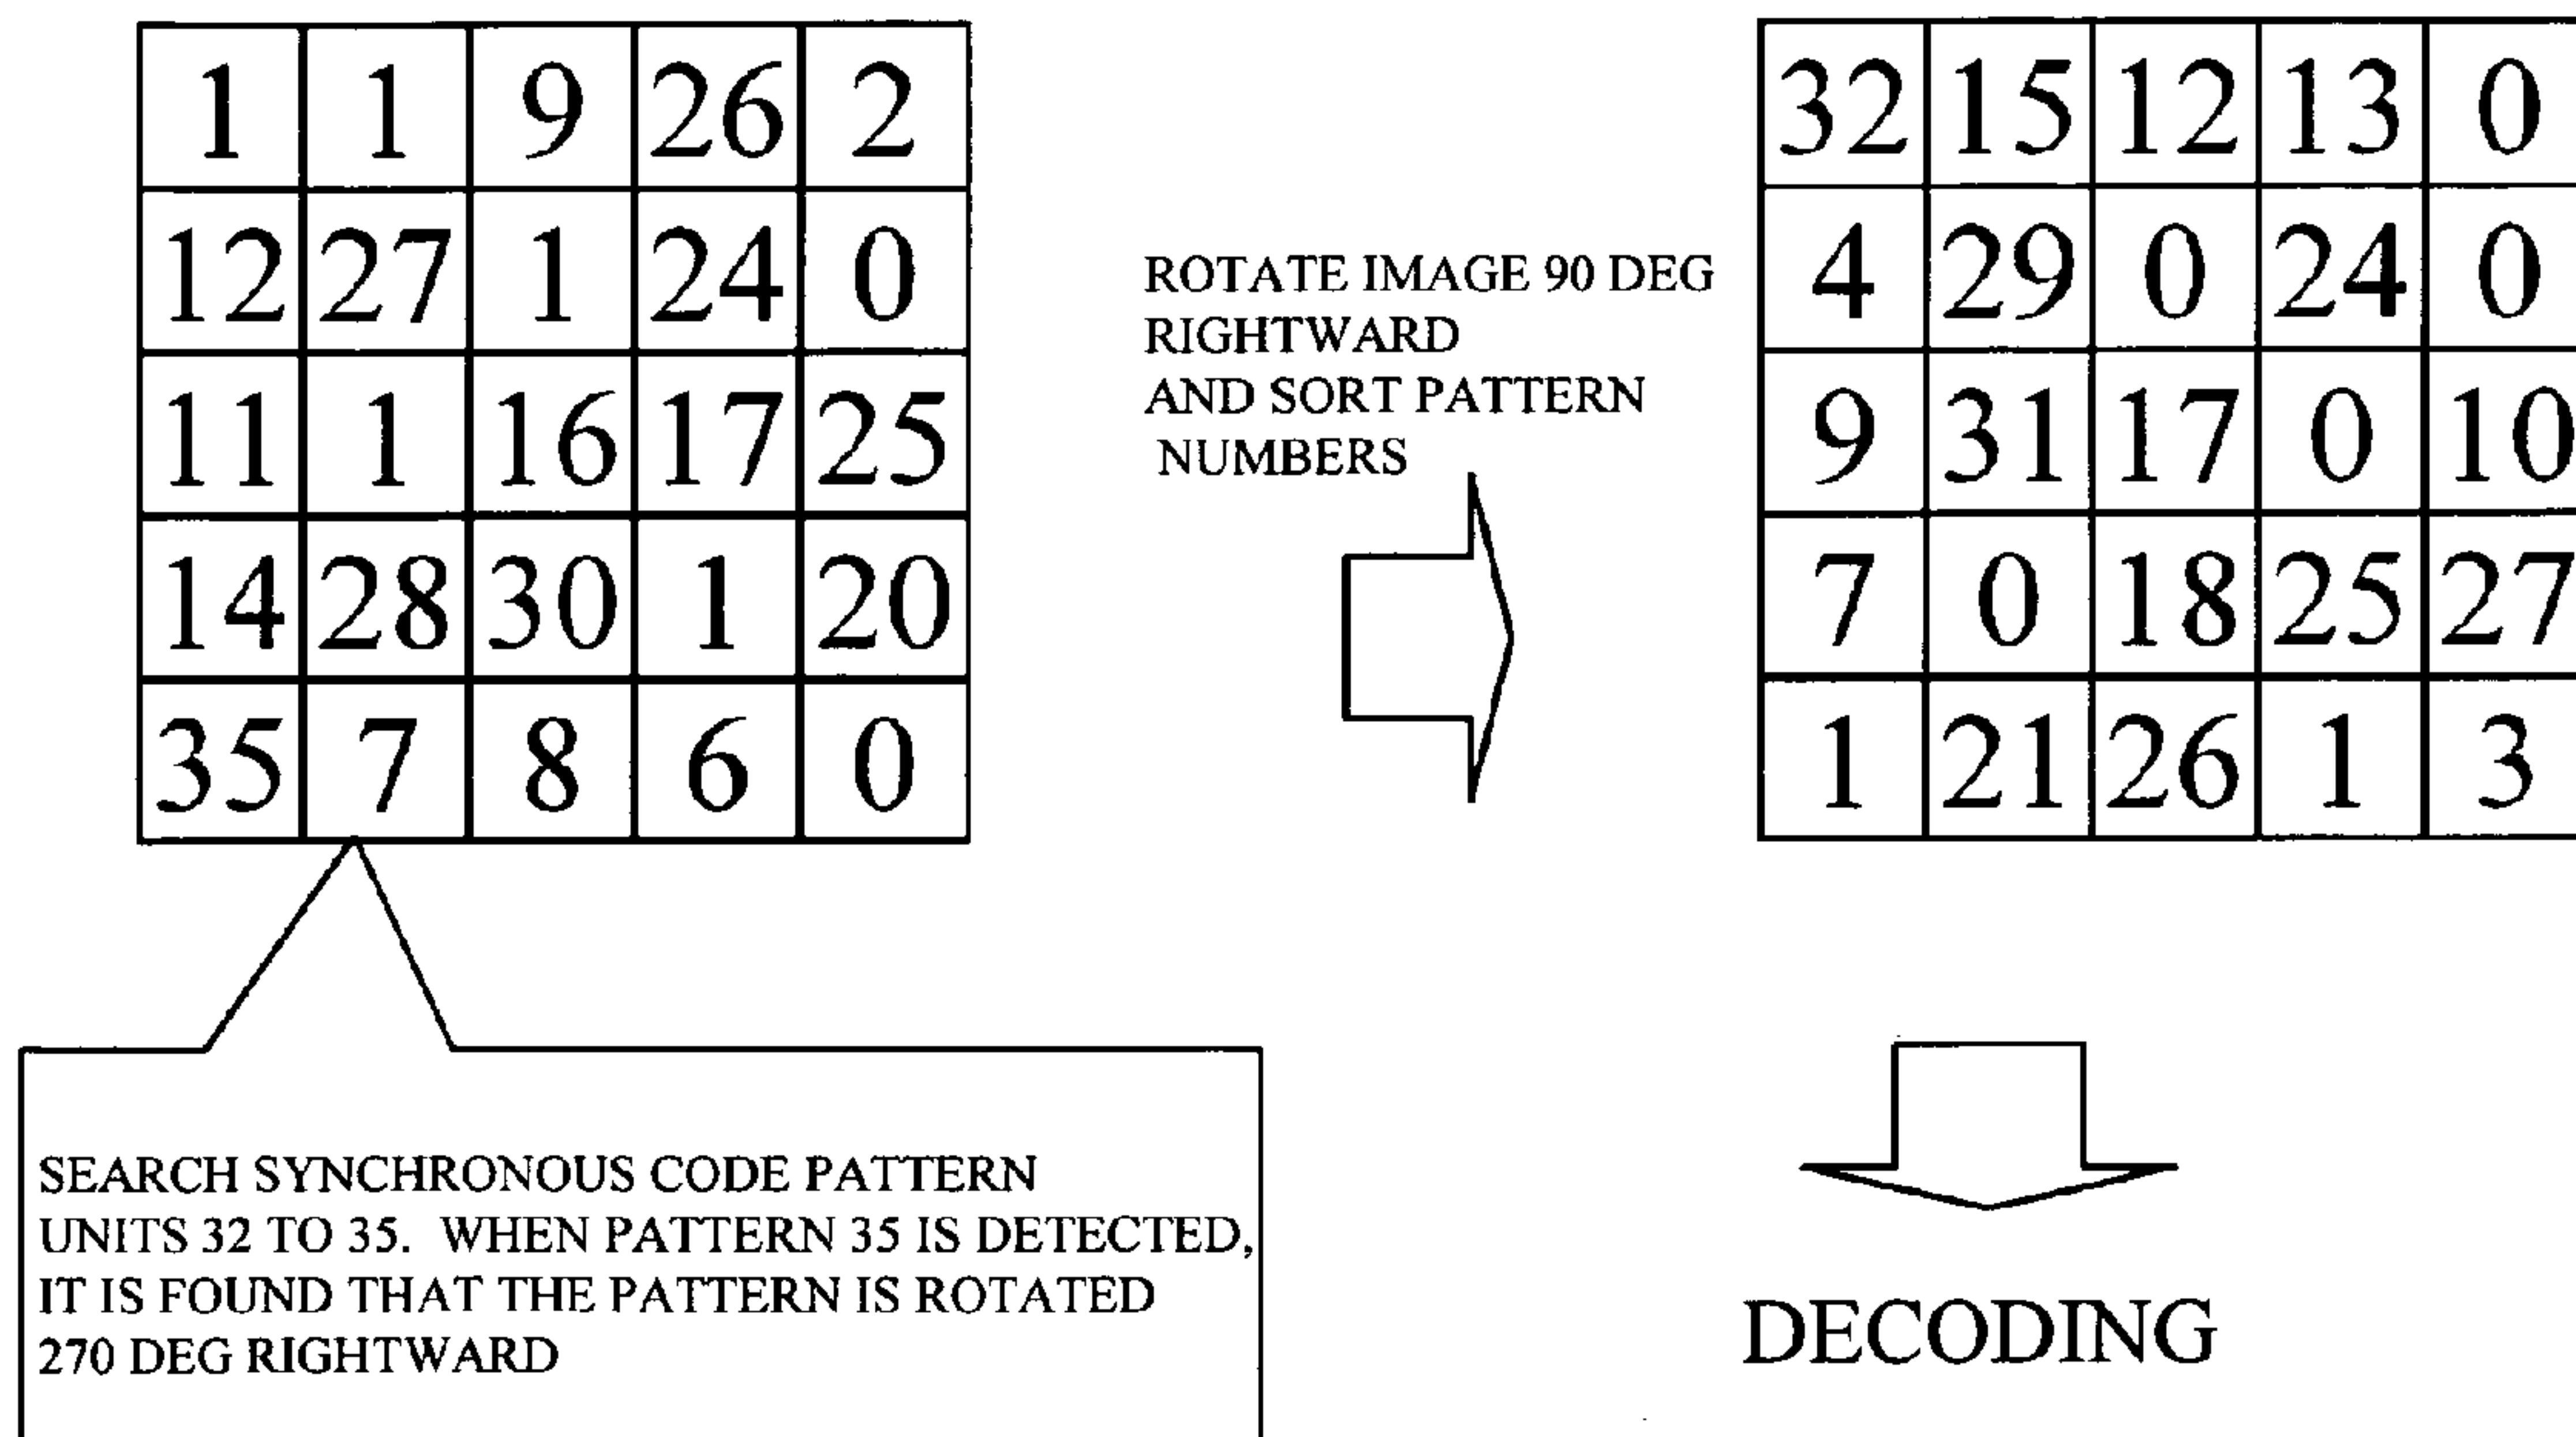 1 1 9 26 2
12 27 1 24 0
11 1 16 17 25
14 28 30 1 20
35 7 8 6 0
ROTATE IMAGE 90 DEG
RIGHTWARD
AND SORT PATTERN
NUMBERS
32 15 12 13 0
4 29 0 24 0
9 31 17 0 10
7 0 18 25 27
1 21 26 1 3
SEARCH SYNCHRONOUS CODE PATTERN
UNITS 32 TO 35. WHEN PATTERN 35 IS DETECTED,
IT IS FOUND THAT THE PATTERN IS ROTATED
270 DEG RIGHTWARD
DECODING